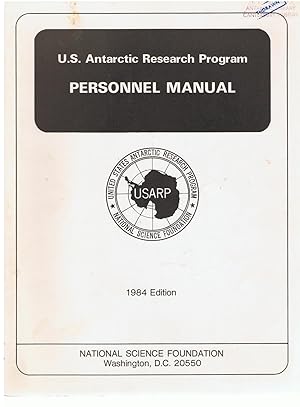 U.S. Antarctic Research Program
PERSONNEL MANUAL
UNITED STATES ANTARCTIC RESEARCH PROGRAM
USARP
NATIONAL SCIENCE FOUNDATION
1984 Edition
NATIONAL SCIENCE FOUNDATION
Washington, D.C. 20550